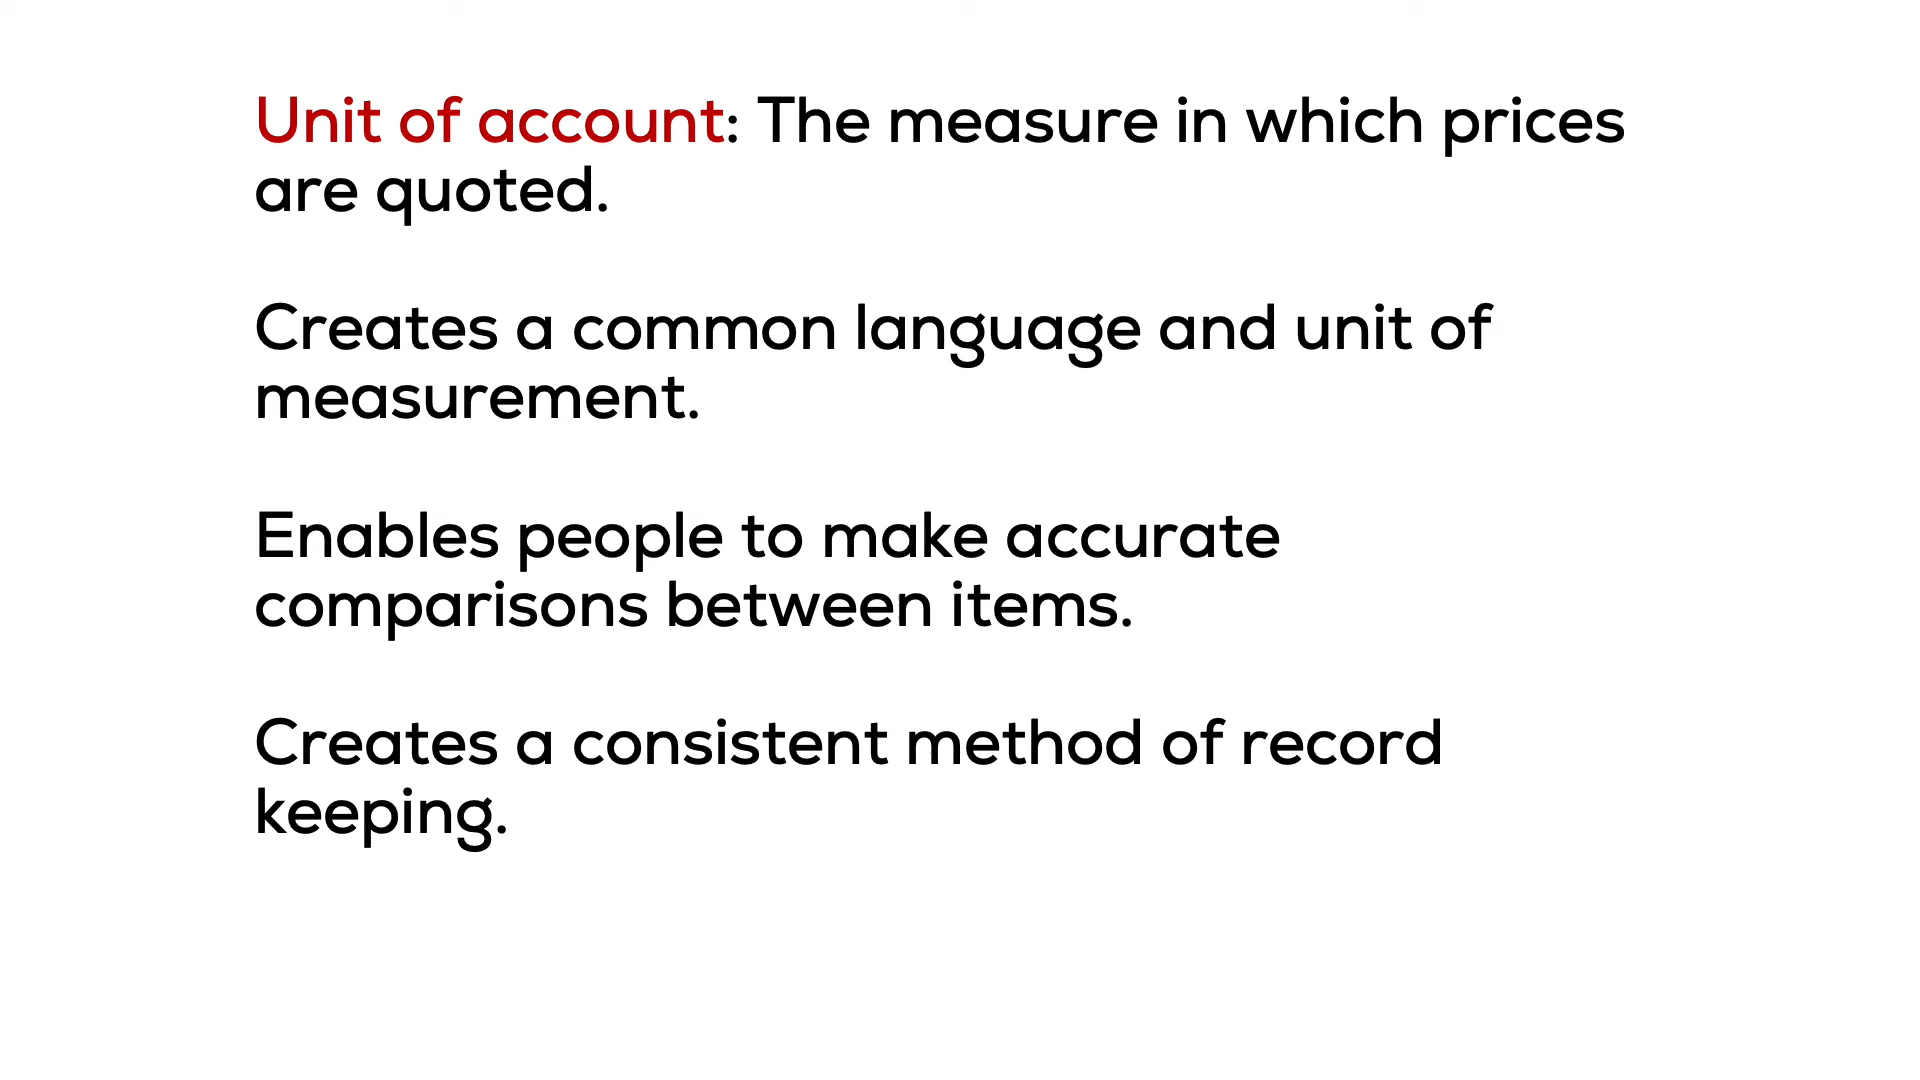 Unit of account: The measure in which prices
are quoted.
Creates a common language and unit of
measurement.
Enables people to make accurate
comparisons between items.
Creates a consistent method of record
keeping.